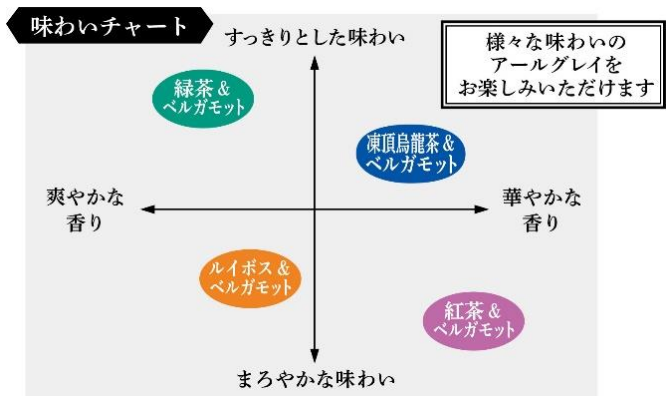 味わいチャート
すっきりとした味わい
様々な味わいの
アールグレイを
お楽しみいただけます
緑茶&
ベルガモット
凍頂烏龍茶&
ベルガモット
爽やかな
香り
華やかな
香り
ルイボス&
ベルガモット
紅茶&
ベルガモット
まろやかな味わい